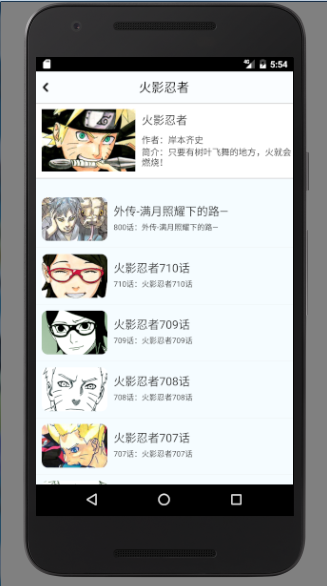 5:54
火影忍者
火影忍者
作者：岸本齐史
简介：只要有树叶飞舞的地方，火就会
燃烧！
外传-满月照耀下的路—
800话：外传-满月照耀下的路—
火影忍者710话
710话：火影忍者710话
火影忍者709话
709话：火影忍者709话
火影忍者708话
708话：火影忍者708话
火影忍者707话
707话：火影忍者707话